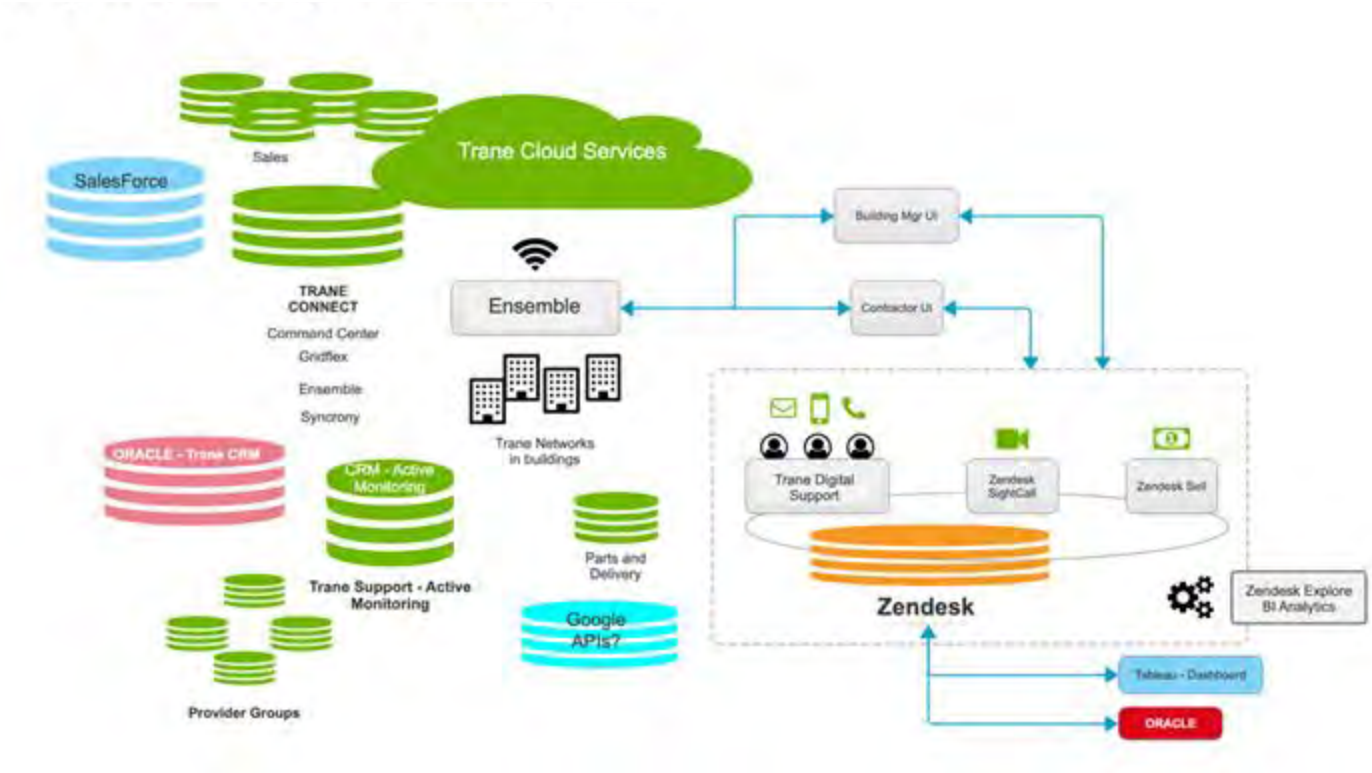 Sales
Trane Cloud Services
SalesForce
Building Mgr UI
TRANE
CONNECT
Ensemble
Contractor UI
Command Center
Gridflex
Ensemble
Syncrony
Trane Networks
in buildings
ORACLE - Trane CRM
CRM - Active
Monitoring
Trane Digital
Support
Zendesk
SightCall
Zendesk Sell
Parts and
Delivery
Trane Support - Active
Monitoring
Zendesk
Zendesk Explore
BI Analytics
Google
APIs?
Tableau - Dashboard
Provider Groups
ORACLE